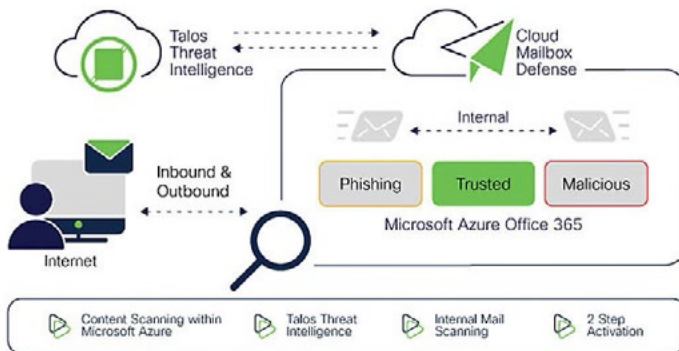 Talos
Threat
Intelligence
Cloud
Mailbox
Defense
Internal
Inbound &
Outbound
Phishing
Trusted
Malicious
Microsoft Azure Office 365
Internet
Content Scanning within
Microsoft Azure
Talos Threat
Intelligence
Internal Mail
Scanning
2 Step
Activation